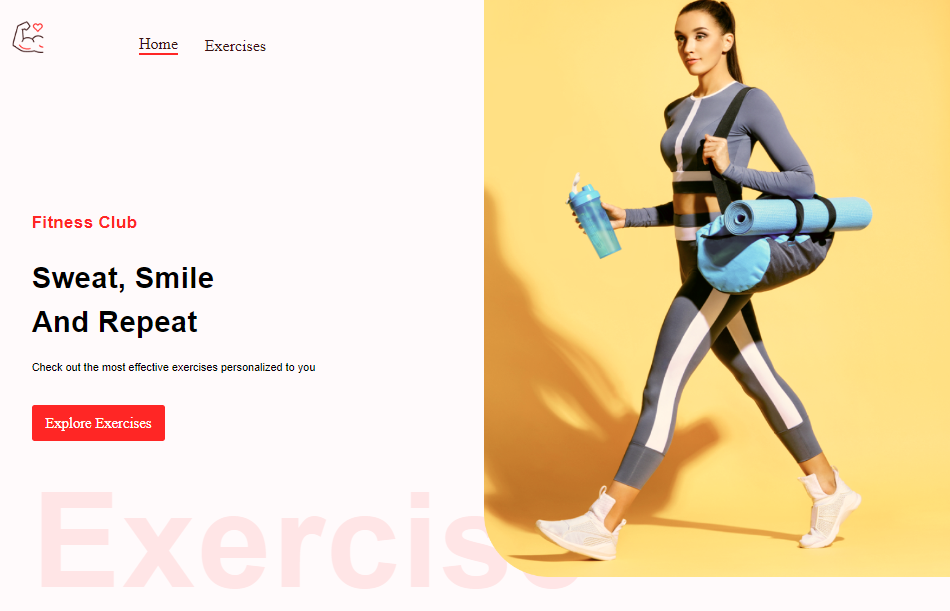 Home
Exercises
Fitness Club
Sweat, Smile
And Repeat
Check out the most effective exercises personalized to you
Explore Exercises
Exercise